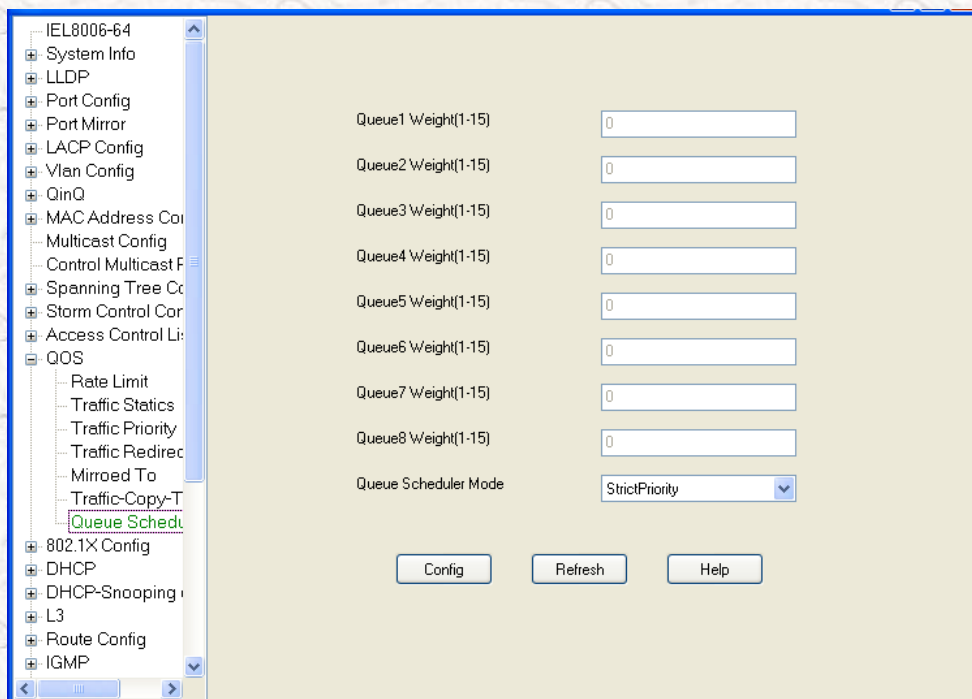 IEL8006-64
System Info
LLDP
Port Config
Port Mirror
LACP Config
Vlan Config
QinQ
MAC Address Co
Multicast Config
Control Multicast
Spanning Tree Co
Storm Control Con
Access Control Li
QOS
Rate Limit
Traffic Statics
Traffic Priority
Traffic Redirec
Mirroed To
Traffic-Copy-T
Queue Schedu
802.1X Config
DHCP
DHCP-Snooping
L3
Route Config
IGMP
Queue1 Weight(1-15) 0
Queue2 Weight(1-15) 0
Queue3 Weight(1-15) 0
Queue4 Weight(1-15) 0
Queue5 Weight(1-15) 0
Queue6 Weight(1-15) 0
Queue7 Weight(1-15) 0
Queue8 Weight(1-15) 0
Queue Scheduler Mode StrictPriority
Config Refresh Help